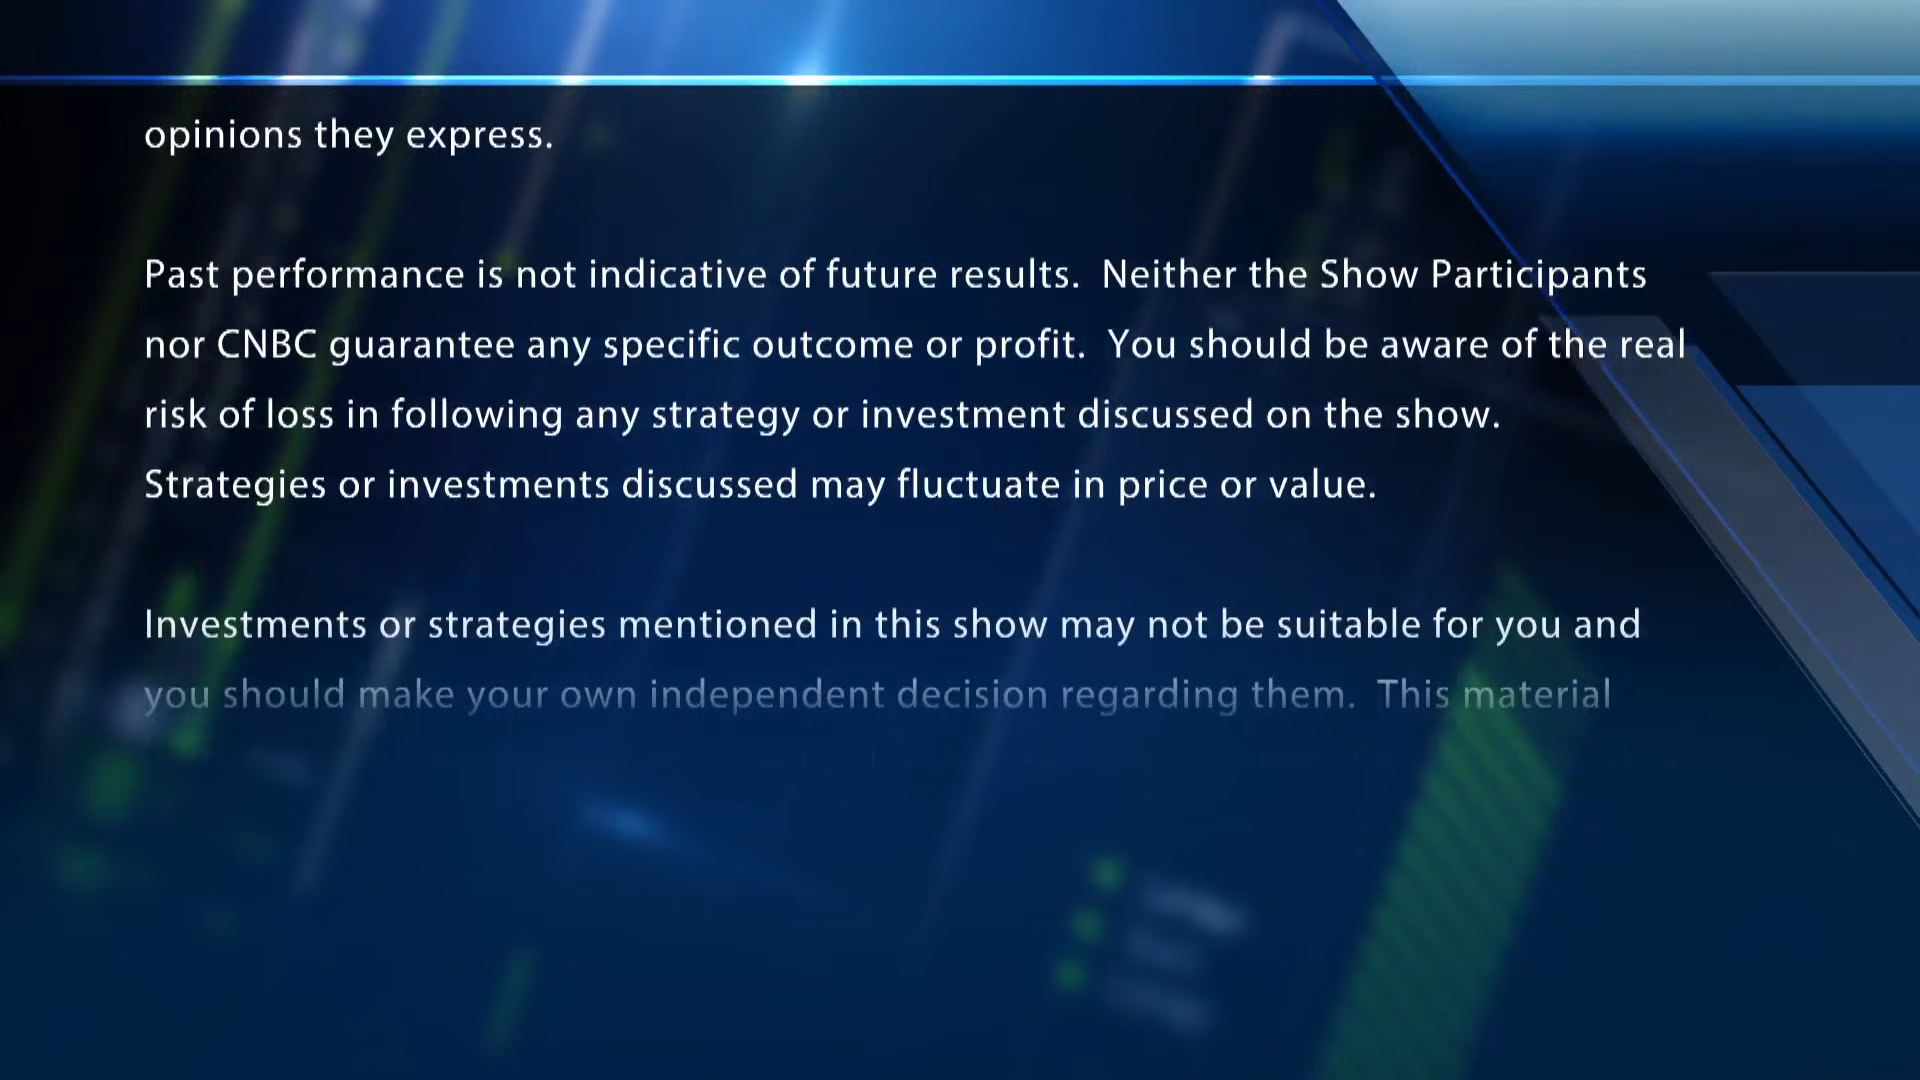 opinions they express.
Past performance is not indicative of future results.  Neither the Show Participants
nor CNBC guarantee any specific outcome or profit.  You should be aware of the real
risk of loss in following any strategy or investment discussed on the show.
Strategies or investments discussed may fluctuate in price or value.
Investments or strategies mentioned in this show may not be suitable for you and
you should make your own independent decision regarding them.  This material